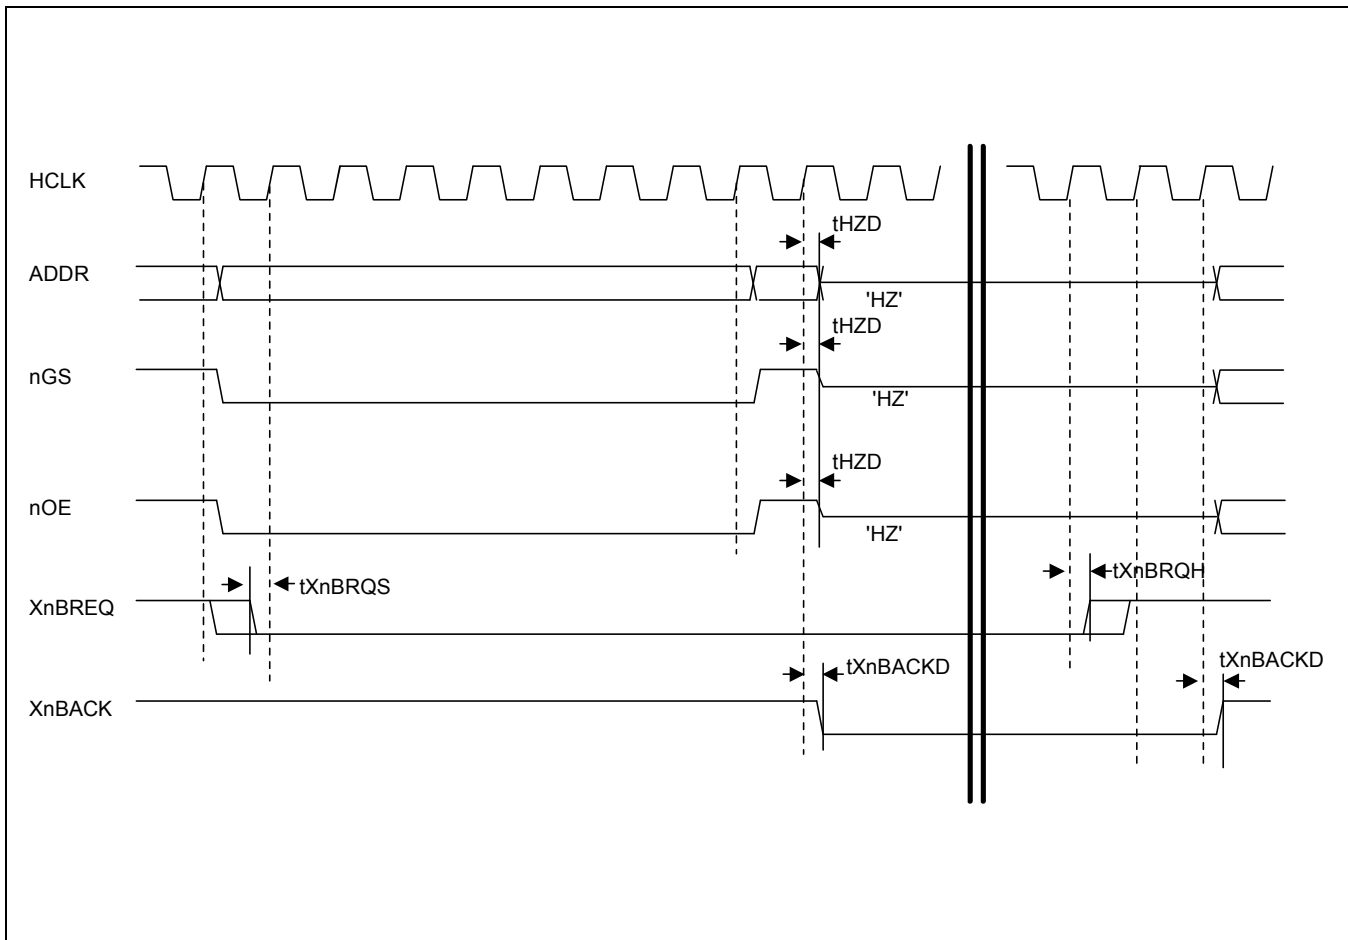 HCLK
tHZD
ADDR
'HZ'
tHZD
nGS
'HZ'
tHZD
nOE
'HZ'
tXnBRQS
tXnBRQH
XnBREQ
tXnBACKD
tXnBACKD
XnBACK